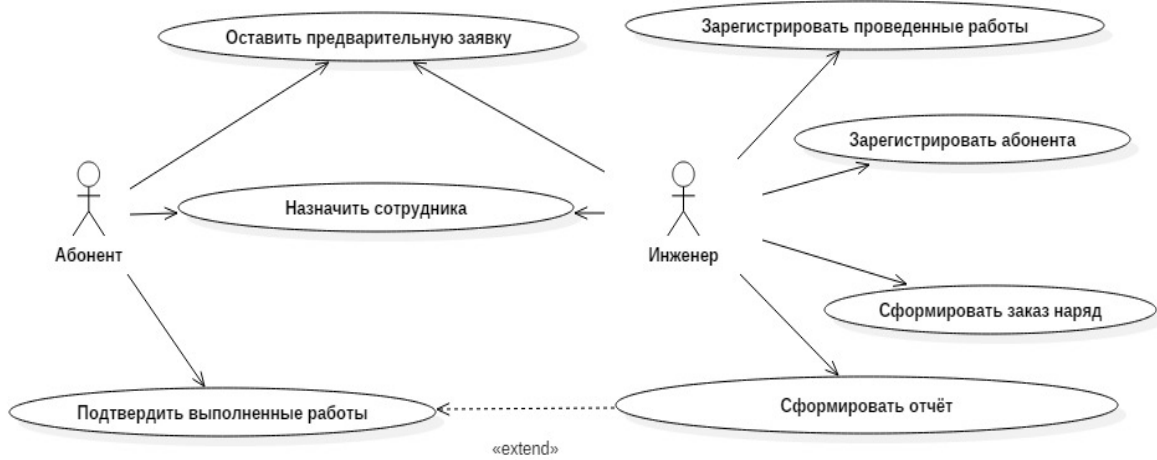 Оставить предварительную заявку
Зарегистрировать проведенные работы
Зарегистрировать абонента
Назначить сотрудника
Абонент
Инженер
Сформировать заказ наряд
Подтвердить выполненные работы
Сформировать отчёт
«extend»